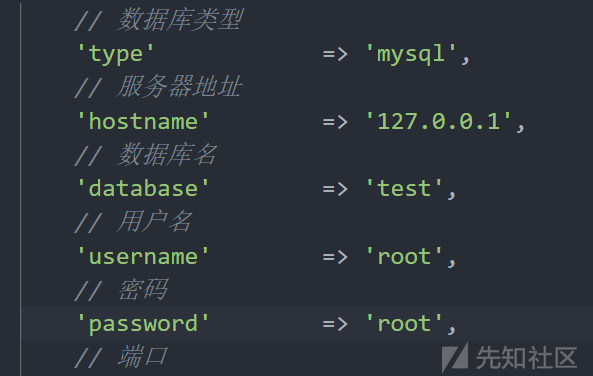 // 数据库类型
'type'            => 'mysql',
// 服务器地址
'hostname'        => '127.0.0.1',
// 数据库名
'database'        => 'test',
// 用户名
'username'        => 'root',
// 密码
'password'        => 'root',
// 端口
先知社区